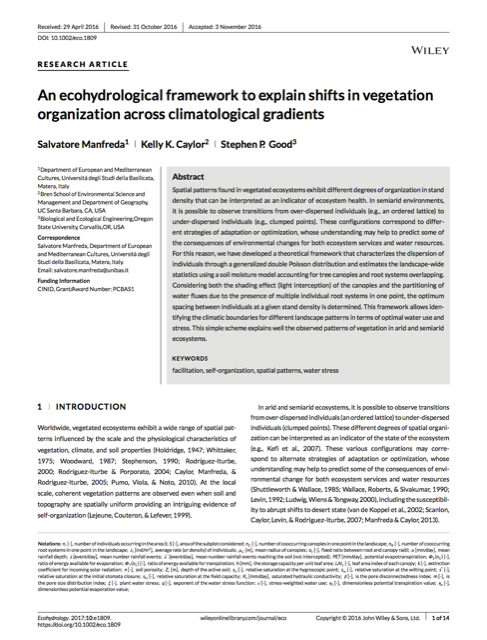 Received: 29 April 2016 | Revised: 31 October 2016 | Accepted: 3 November 2016
DOI: 10.1002/eco.1809
WILEY
RESEARCH ARTICLE
An ecohydrological framework to explain shifts in vegetation
organization across climatological gradients
Salvatore Manfreda1 | Kelly K. Caylor2 | Stephen P. Good3
1Department of European and Mediterranean
Cultures, Università degli Studi della Basilicata,
Matera, Italy
2Bren School of Environmental Science and
Management and Department of Geography,
UC Santa Barbara, CA, USA
3Biological and Ecological Engineering, Oregon
State University, Corvallis, OR, USA
Correspondence
Salvatore Manfreda, Department of European
and Mediterranean Cultures, Università degli
Studi della Basilicata, Matera, Italy.
Email: salvatore.manfreda@unibas.it
Funding Information
CINID, Grant/Award Number: PCBAS1
Abstract
Spatial patterns found in vegetated ecosystems exhibit different degrees of organization in stand
density that can be interpreted as an indicator of ecosystem health. In semiarid environments,
it is possible to observe transitions from over-dispersed individuals (e.g., an ordered lattice) to
under-dispersed individuals (e.g., clumped points). These configurations correspond to differ-
ent strategies of adaptation or optimization, whose understanding may help to predict some of
the consequences of environmental changes for both ecosystem services and water resources.
For this reason, we have developed a theoretical framework that characterizes the dispersion of
individuals through a generalized double Poisson distribution and estimates the landscape-wide
statistics using a soil moisture model accounting for tree canopies and root systems overlapping.
Considering both the shading effect (light interception) of the canopies and the partitioning of
water fluxes due to the presence of multiple individual root systems in one point, the optimum
spacing between individuals at a given stand density is determined. This framework allows iden-
tifying the climatic boundaries for different landscape patterns in terms of optimal water use and
stress. This simple scheme explains well the observed patterns of vegetation in arid and semiarid
ecosystems.
KEYWORDS
facilitation, self-organization, spatial patterns, water stress
1 | INTRODUCTION
Worldwide, vegetated ecosystems exhibit a wide range of spatial pat-
terns influenced by the scale and the physiological characteristics of
vegetation, climate, and soil properties (Holdridge, 1947; Whittaker,
1975; Woodward, 1987; Stephenson, 1990; Rodríguez-Iturbe,
2000; Rodríguez-Iturbe & Porporato, 2004; Caylor, Manfreda, &
Rodríguez-Iturbe, 2005; Pumo, Viola, & Noto, 2010). At the local
scale, coherent vegetation patterns are observed even when soil and
topography are spatially uniform providing an intriguing evidence of
self-organization (Lejeune, Couteron, & Lefever, 1999).
In arid and semiarid ecosystems, it is possible to observe transitions
from over-dispersed individuals (an ordered lattice) to under-dispersed
individuals (clumped points). These different degrees of spatial organi-
zation can be interpreted as an indicator of the state of the ecosystem
(e.g., Kefi et al., 2007). These various configurations may corre-
spond to alternate strategies of adaptation or optimization, whose
understanding may help to predict some of the consequences of envi-
ronmental change for both ecosystem services and water resources
(Shuttleworth & Wallace, 1985; Wallace, Roberts, & Sivakumar, 1990;
Levin, 1992; Ludwig, Wiens & Tongway, 2000), including the susceptibil-
ity to abrupt shifts to desert state (van de Koppel et al., 2002; Scanlon,
Caylor, Levin, & Rodríguez-Iturbe, 2007; Manfreda & Caylor, 2013).
Ecohydrology. 2017;10:e1809.
https://doi.org/10.1002/eco.1809
wileyonlinelibrary.com/journal/eco
Copyright © 2016 John Wiley & Sons, Ltd. | 1 of 14